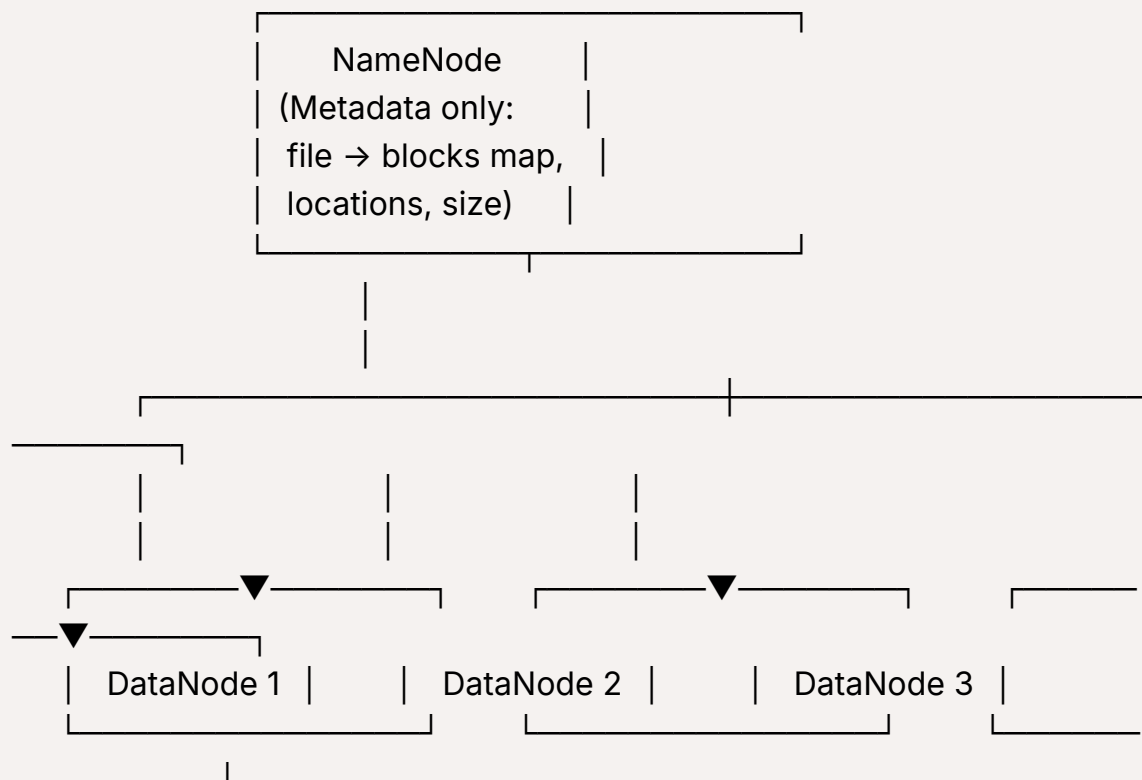 NameNode
(Metadata only:
file → blocks map,
locations, size)
DataNode 1 DataNode 2 DataNode 3